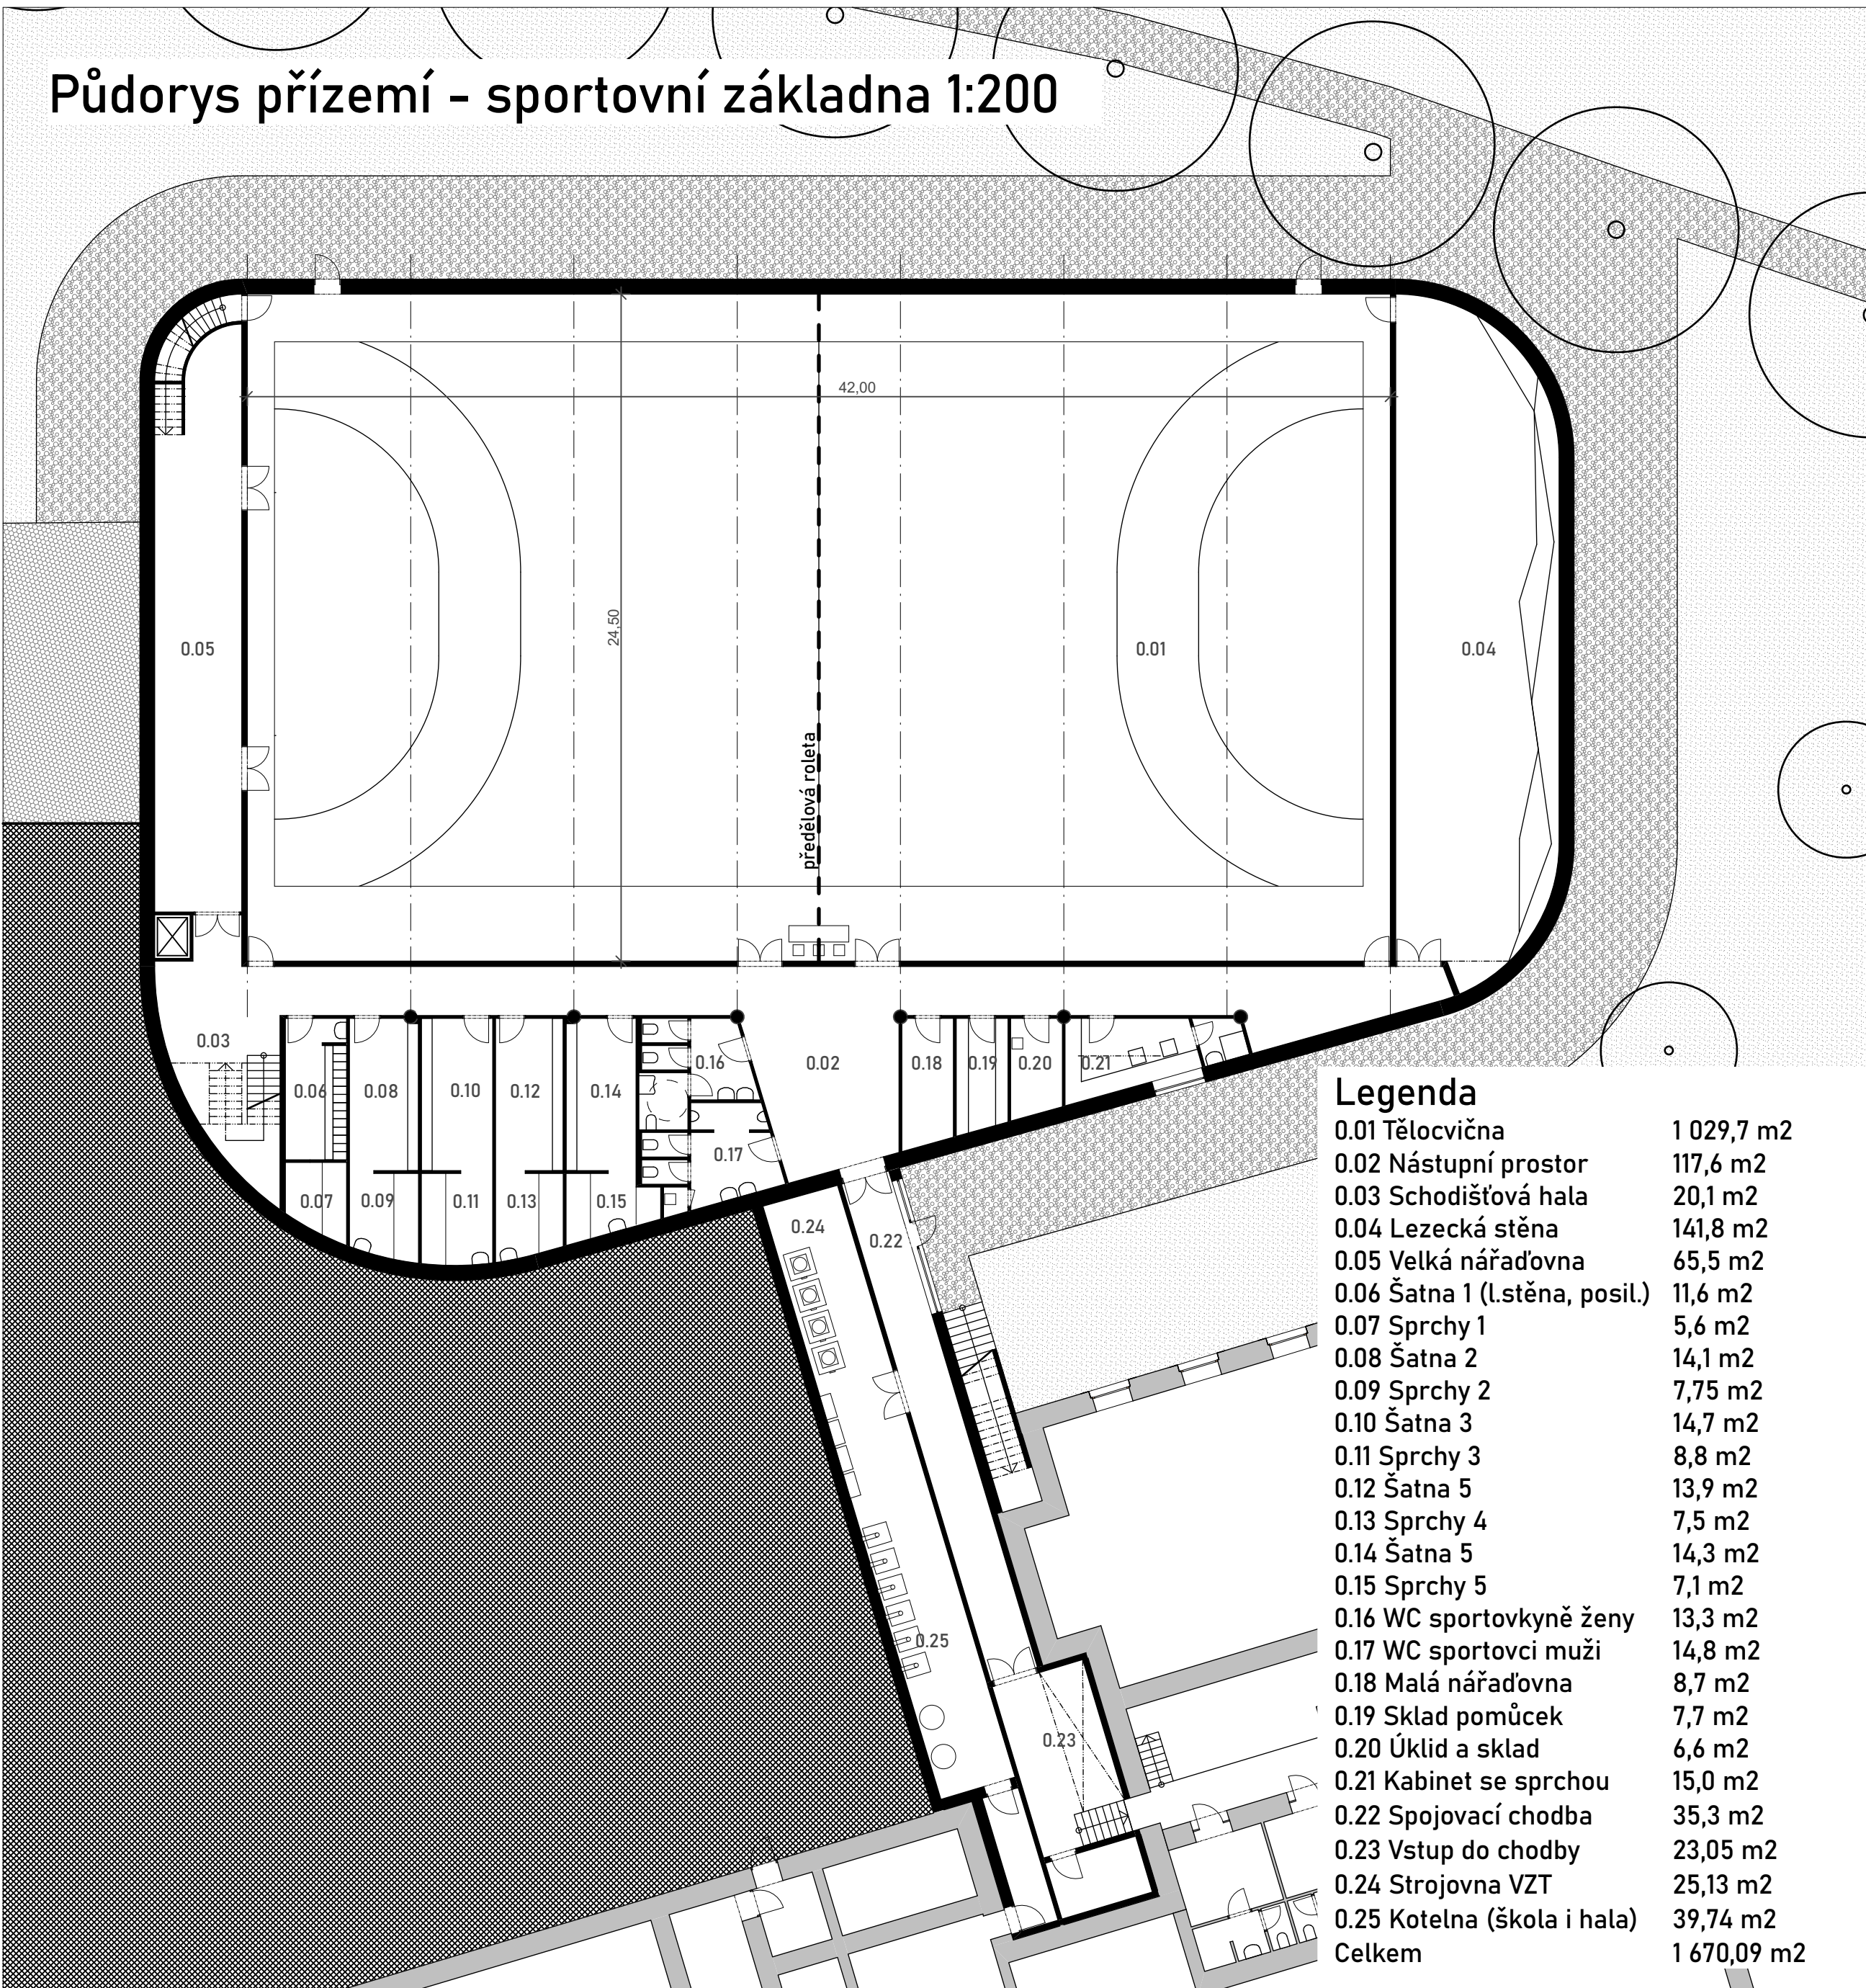 Půdorys přízemí - sportovní základna 1:200
42,00
24,50
předělová roleta
0.05
0.01
0.04
0.03
0.06
0.08
0.10
0.12
0.14
0.16
0.02
0.18
0.19
0.20
0.21
0.07
0.09
0.11
0.13
0.15
0.17
0.24
0.22
0.25
0.23
Legenda
0.01 Tělocvična 1 029,7 m2
0.02 Nástupní prostor 117,6 m2
0.03 Schodišťová hala 20,1 m2
0.04 Lezecká stěna 141,8 m2
0.05 Velká nářaďovna 65,5 m2
0.06 Šatna 1 (l.stěna, posil.) 11,6 m2
0.07 Sprchy 1 5,6 m2
0.08 Šatna 2 14,1 m2
0.09 Sprchy 2 7,75 m2
0.10 Šatna 3 14,7 m2
0.11 Sprchy 3 8,8 m2
0.12 Šatna 5 13,9 m2
0.13 Sprchy 4 7,5 m2
0.14 Šatna 5 14,3 m2
0.15 Sprchy 5 7,1 m2
0.16 WC sportovkyně ženy 13,3 m2
0.17 WC sportovci muži 14,8 m2
0.18 Malá nářaďovna 8,7 m2
0.19 Sklad pomůcek 7,7 m2
0.20 Úklid a sklad 6,6 m2
0.21 Kabinet se sprchou 15,0 m2
0.22 Spojovací chodba 35,3 m2
0.23 Vstup do chodby 23,05 m2
0.24 Strojovna VZT 25,13 m2
0.25 Kotelna (škola i hala) 39,74 m2
Celkem 1 670,09 m2